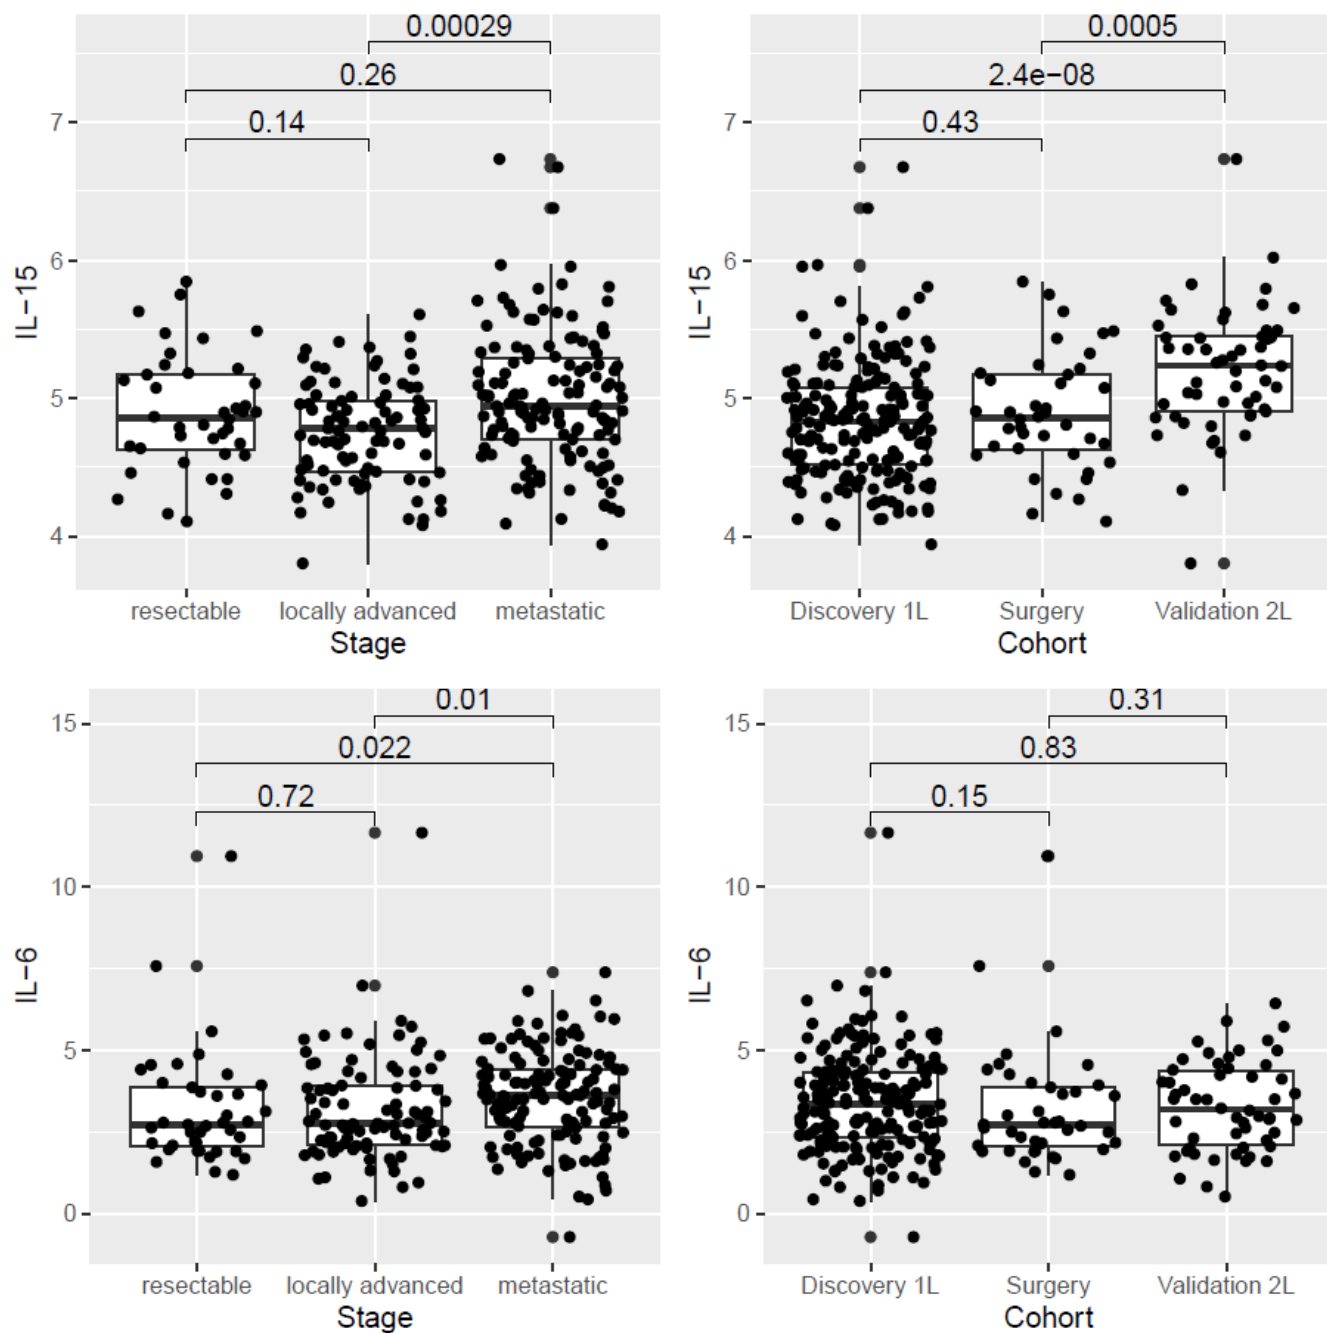 0.00029
0.26
0.14
7
6
5
4
IL−15
resectable locally advanced metastatic
Stage
0.0005
2.4e−08
0.43
7
6
5
4
IL−15
Discovery 1L Surgery Validation 2L
Cohort
0.01
0.022
0.72
15
10
5
0
IL−6
resectable locally advanced metastatic
Stage
0.31
0.83
0.15
15
10
5
0
IL−6
Discovery 1L Surgery Validation 2L
Cohort